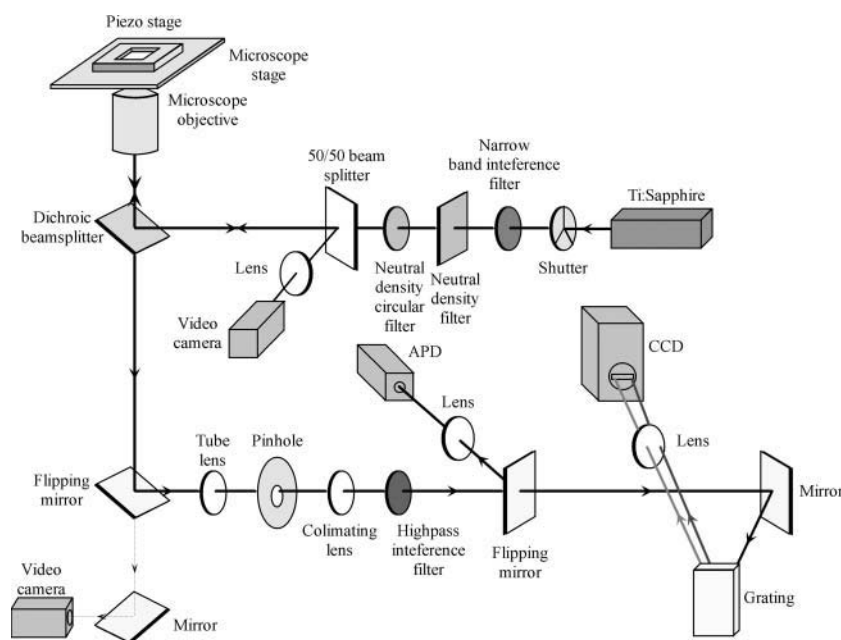 Piezo stage
Microscope
stage
Microscope
objective
50/50 beam
splitter
Narrow
band inteference
filter
Ti:Sapphire
Dichroic
beamsplitter
Lens
Neutral
density
circular
filter
Neutral
density
filter
Shutter
Video
camera
APD
CCD
Lens
Lens
Tube
lens
Pinhole
Flipping
mirror
Colimating
lens
Highpass
inteference
filter
Flipping
mirror
Mirror
Grating
Video
camera
Mirror